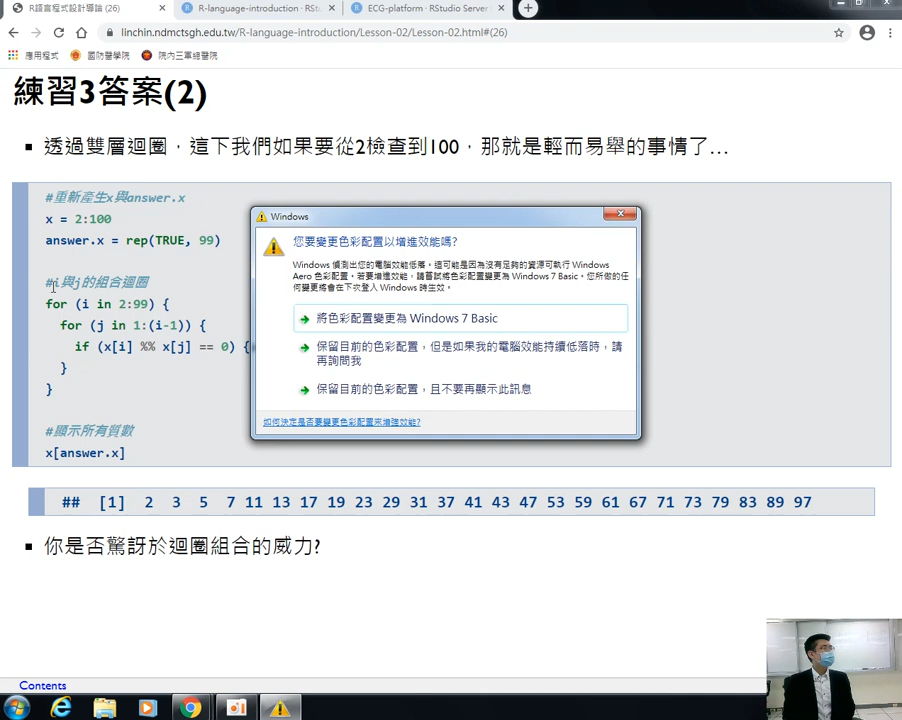 R語言程式設計導論 (26)
R-language-introduction · RStu
ECG-platform · RStudio Server
linchin.ndmctsgh.edu.tw/R-language-introduction/Lesson-02/Lesson-02.html#(26)
應用程式 國防醫學院 院內三軍總醫院
練習3答案(2)
透過雙層迴圈，這下我們如果要從2檢查到100，那就是輕而易舉的事情了…
#重新產生x與answer.x
x = 2:100
answer.x = rep(TRUE, 99)
#i與j的組合迴圈
for (i in 2:99) {
for (j in 1:(i-1)) {
if (x[i] %% x[j] == 0) {
}
}
#顯示所有質數
x[answer.x]
Windows
您要變更色彩配置以增進效能嗎?
Windows 偵測出您的電腦效能低落。這可能是因為沒有足夠的資源可執行 Windows
Aero 色彩配置。若要增進效能，請嘗試將色彩配置變更為 Windows 7 Basic。您所做的任
何變更將會在下次登入 Windows 時生效。
將色彩配置變更為 Windows 7 Basic
保留目前的色彩配置，但是如果我的電腦效能持續低落時，請
再詢問我
保留目前的色彩配置，且不要再顯示此訊息
如何決定是否要變更色彩配置來增強效能?
## [1] 2 3 5 7 11 13 17 19 23 29 31 37 41 43 47 53 59 61 67 71 73 79 83 89 97
你是否驚訝於迴圈組合的威力?
Contents